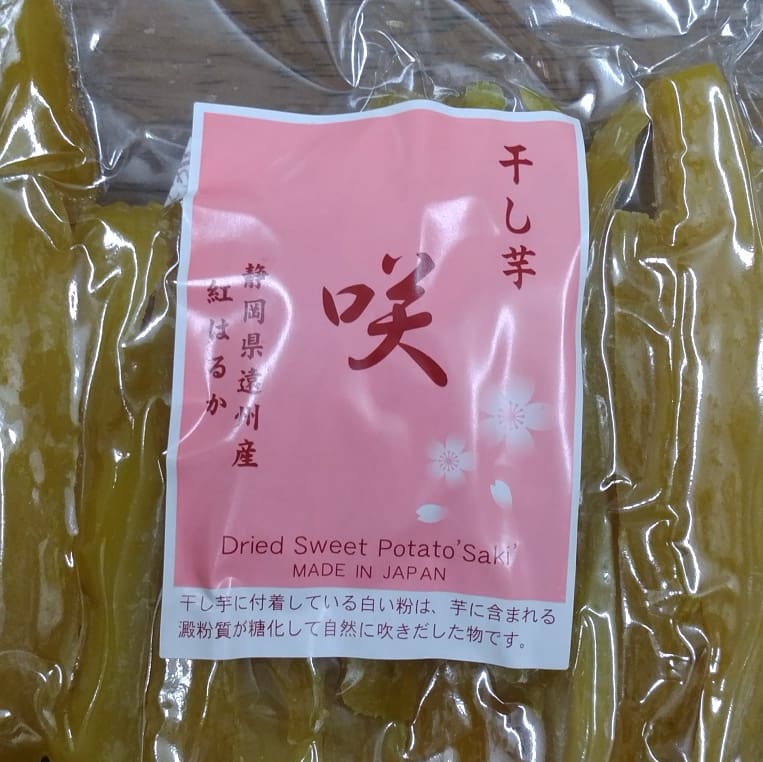 干し芋
咲
静岡県遠州産
紅はるか
Dried Sweet Potato'Saki'
MADE IN JAPAN
干し芋に付着している白い粉は、芋に含まれる
澱粉質が糖化して自然に吹きだした物です。